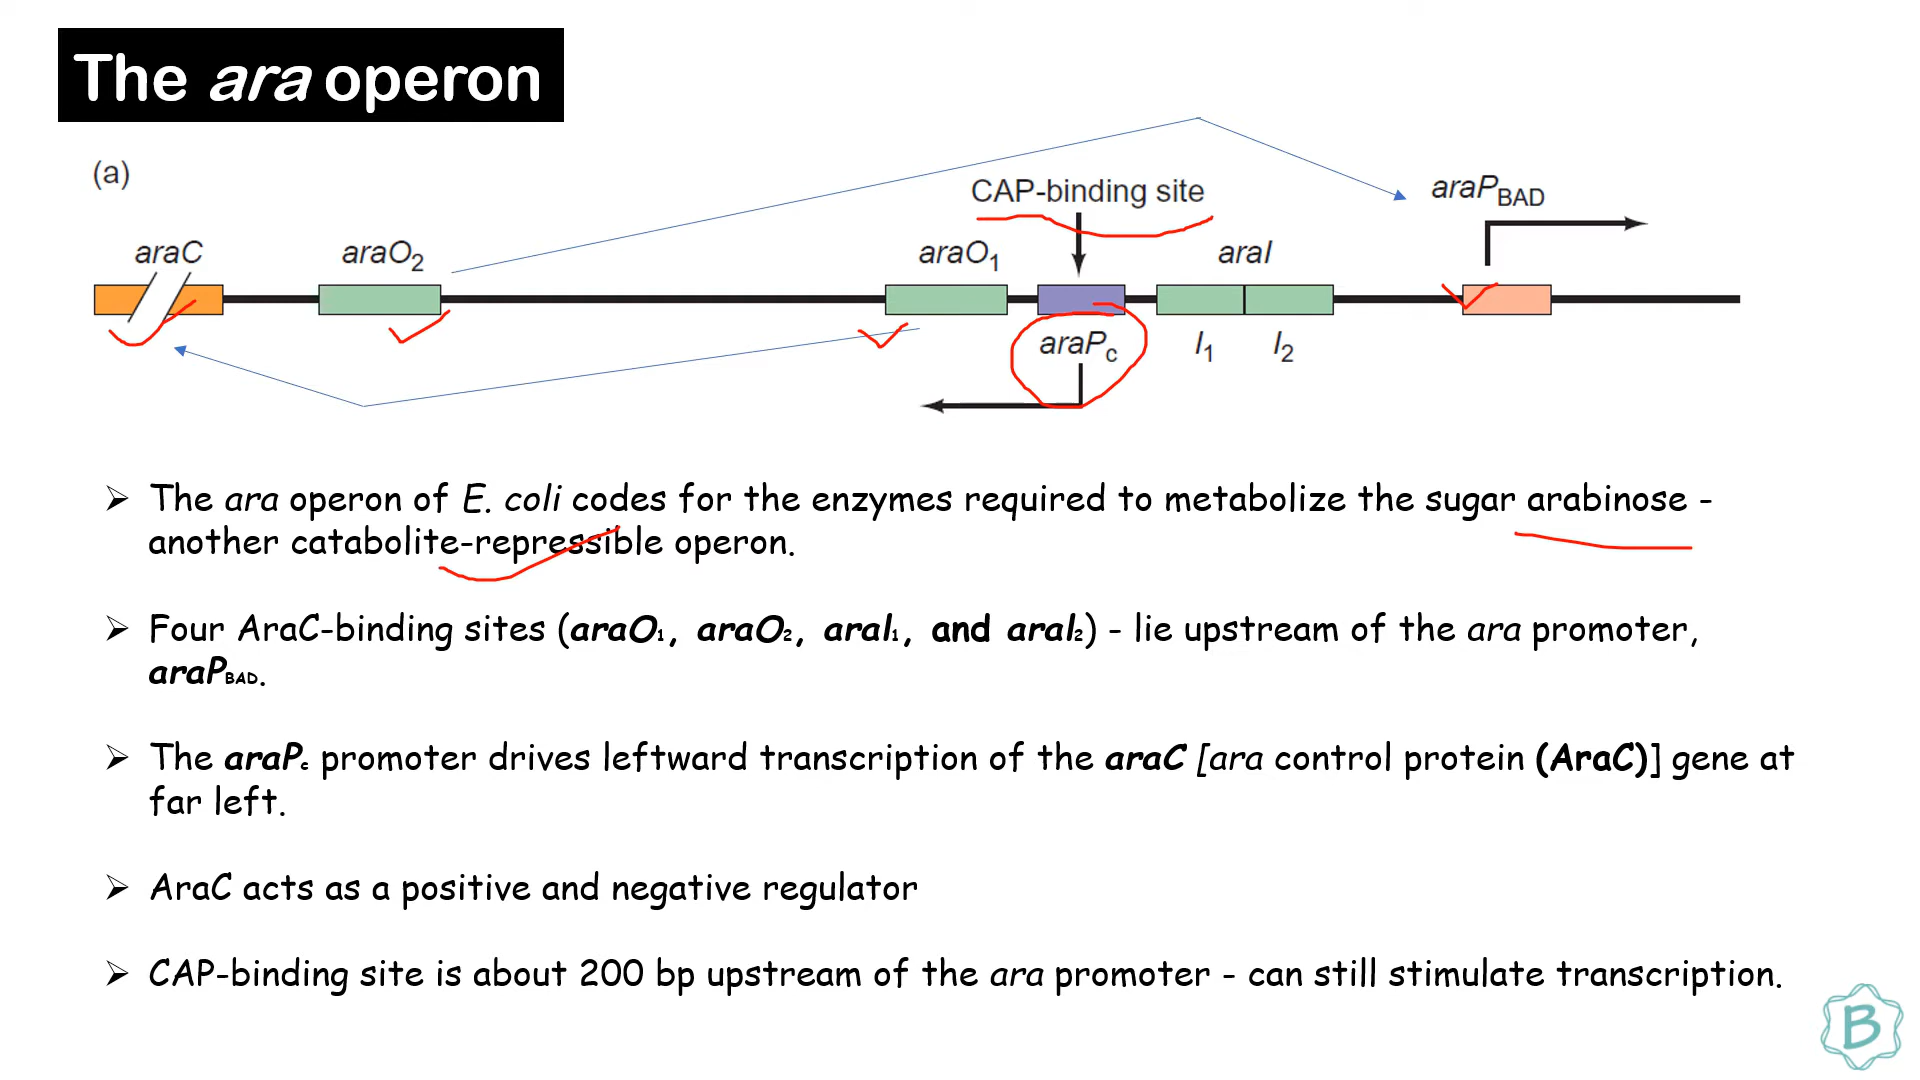 The ara operon
(a)
CAP-binding site
araPBAD
araC
araO2
araO1
araI
araPc
I1
I2
➢ The ara operon of E. coli codes for the enzymes required to metabolize the sugar arabinose -
another catabolite-repressible operon.
➢ Four AraC-binding sites (araO1, araO2, araI1, and araI2) - lie upstream of the ara promoter,
araPBAD.
➢ The araPc promoter drives leftward transcription of the araC [ara control protein (AraC)] gene at
far left.
➢ AraC acts as a positive and negative regulator
➢ CAP-binding site is about 200 bp upstream of the ara promoter - can still stimulate transcription.
B